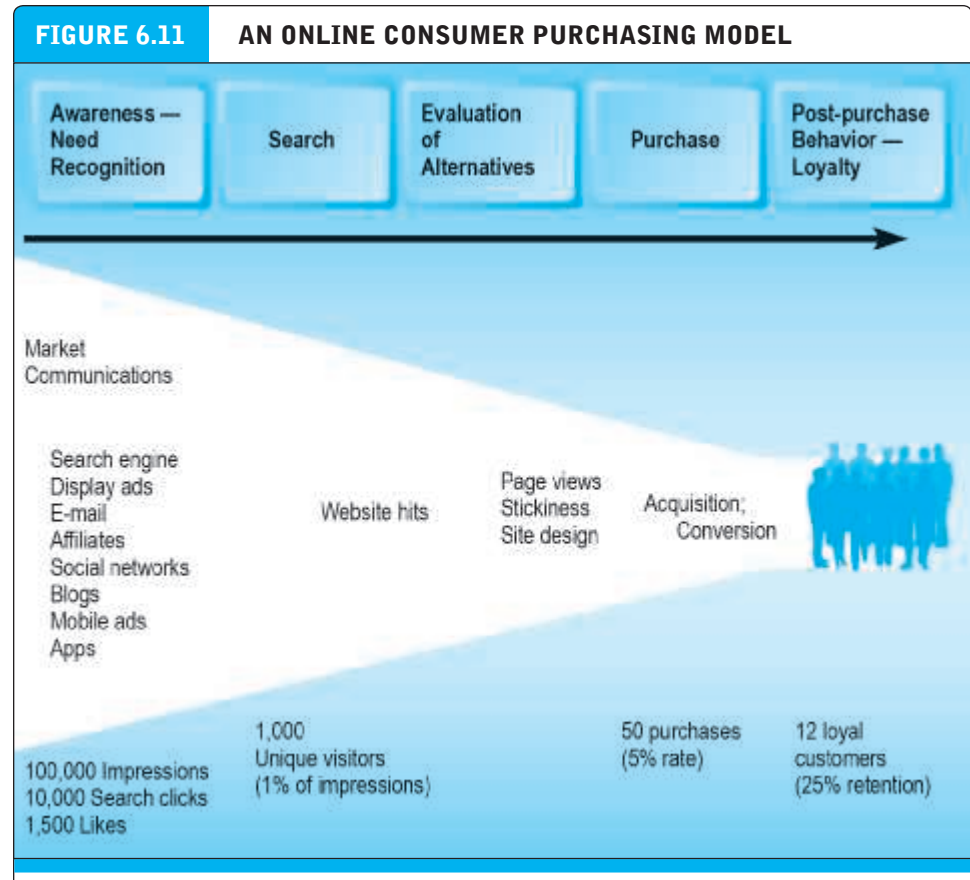 FIGURE 6.11 AN ONLINE CONSUMER PURCHASING MODEL
Awareness —
Need
Recognition
Search
Evaluation
of
Alternatives
Purchase
Post-purchase
Behavior —
Loyalty
Market
Communications
Search engine
Display ads
E-mail
Affiliates
Social networks
Blogs
Mobile ads
Apps
Website hits
Page views
Stickiness
Site design
Acquisition;
Conversion
100,000 Impressions
10,000 Search clicks
1,500 Likes
1,000
Unique visitors
(1% of impressions)
50 purchases
(5% rate)
12 loyal
customers
(25% retention)